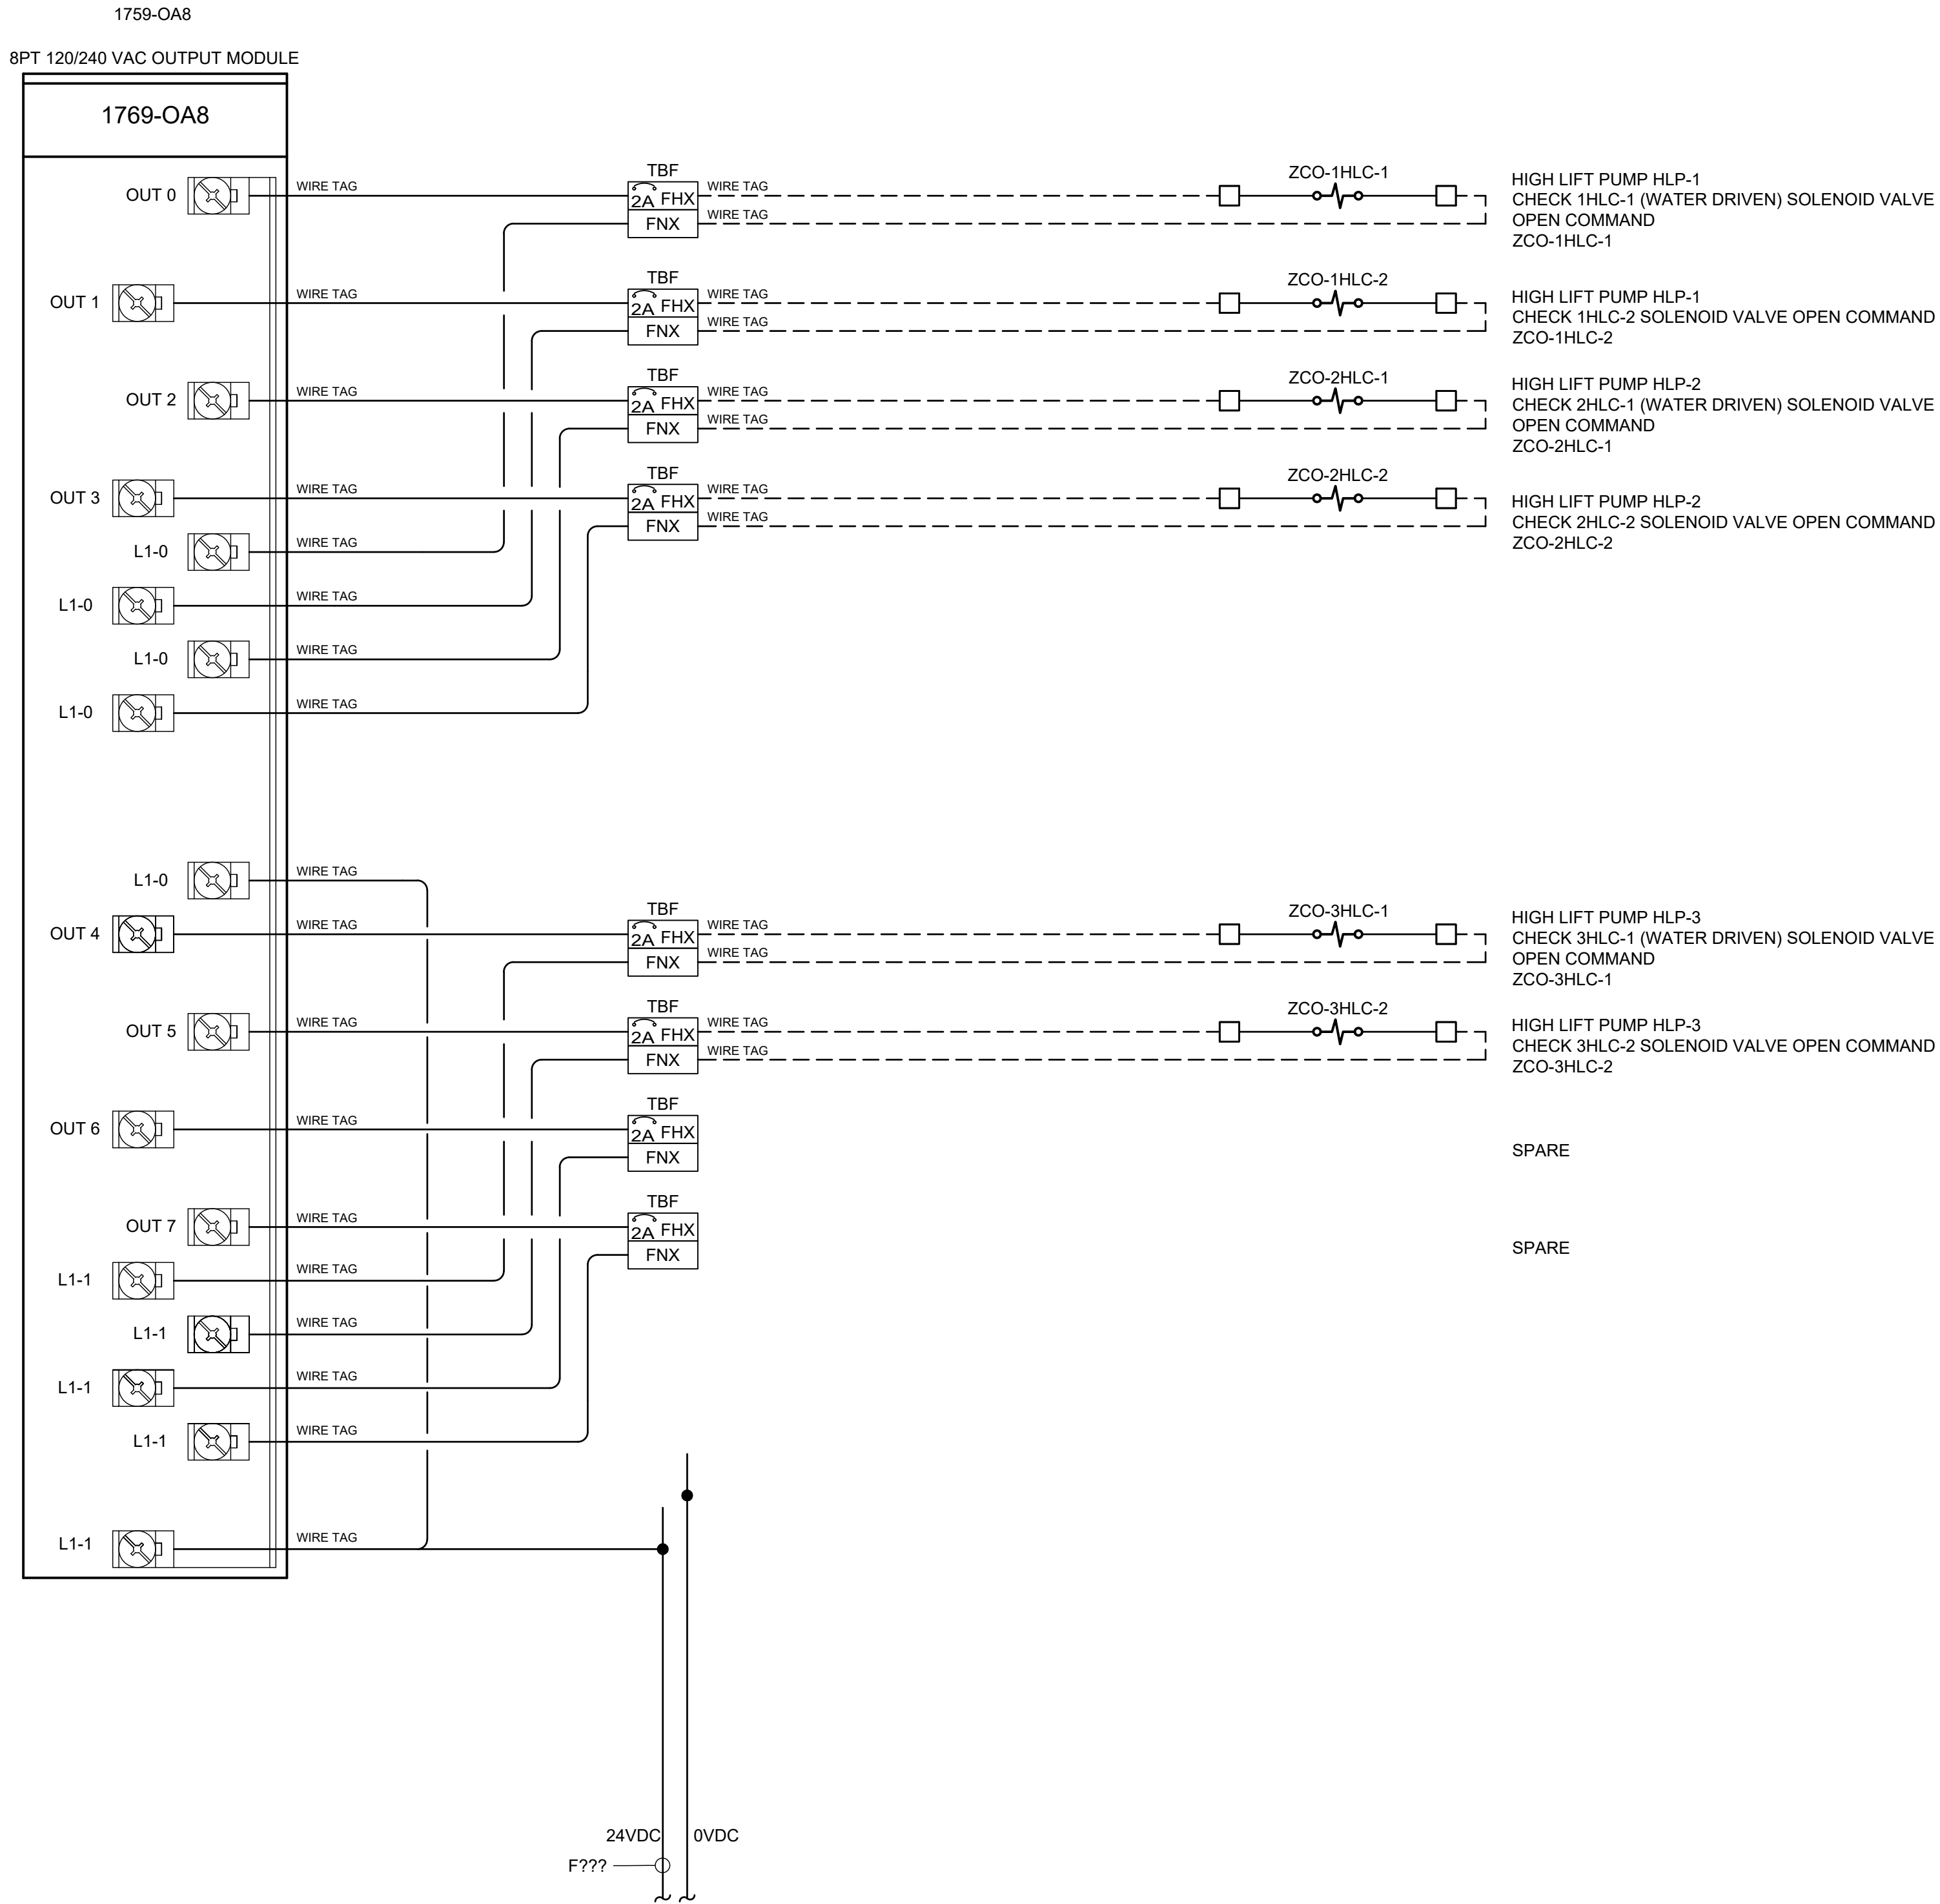 1759-OA8
8PT 120/240 VAC OUTPUT MODULE
1769-OA8
OUT 0
WIRE TAG
TBF
2A FHX
FNX
WIRE TAG
WIRE TAG
ZCO-1HLC-1
HIGH LIFT PUMP HLP-1
CHECK 1HLC-1 (WATER DRIVEN) SOLENOID VALVE
OPEN COMMAND
ZCO-1HLC-1
OUT 1
WIRE TAG
TBF
2A FHX
FNX
WIRE TAG
WIRE TAG
ZCO-1HLC-2
HIGH LIFT PUMP HLP-1
CHECK 1HLC-2 SOLENOID VALVE OPEN COMMAND
ZCO-1HLC-2
OUT 2
WIRE TAG
TBF
2A FHX
FNX
WIRE TAG
WIRE TAG
ZCO-2HLC-1
HIGH LIFT PUMP HLP-2
CHECK 2HLC-1 (WATER DRIVEN) SOLENOID VALVE
OPEN COMMAND
ZCO-2HLC-1
OUT 3
WIRE TAG
TBF
2A FHX
FNX
WIRE TAG
WIRE TAG
ZCO-2HLC-2
HIGH LIFT PUMP HLP-2
CHECK 2HLC-2 SOLENOID VALVE OPEN COMMAND
ZCO-2HLC-2
L1-0
WIRE TAG
L1-0
WIRE TAG
L1-0
WIRE TAG
L1-0
WIRE TAG
L1-0
WIRE TAG
OUT 4
WIRE TAG
TBF
2A FHX
FNX
WIRE TAG
WIRE TAG
ZCO-3HLC-1
HIGH LIFT PUMP HLP-3
CHECK 3HLC-1 (WATER DRIVEN) SOLENOID VALVE
OPEN COMMAND
ZCO-3HLC-1
OUT 5
WIRE TAG
TBF
2A FHX
FNX
WIRE TAG
WIRE TAG
ZCO-3HLC-2
HIGH LIFT PUMP HLP-3
CHECK 3HLC-2 SOLENOID VALVE OPEN COMMAND
ZCO-3HLC-2
OUT 6
WIRE TAG
TBF
2A FHX
FNX
SPARE
OUT 7
WIRE TAG
TBF
2A FHX
FNX
SPARE
L1-1
WIRE TAG
L1-1
WIRE TAG
L1-1
WIRE TAG
L1-1
WIRE TAG
L1-1
WIRE TAG
24VDC
0VDC
F???